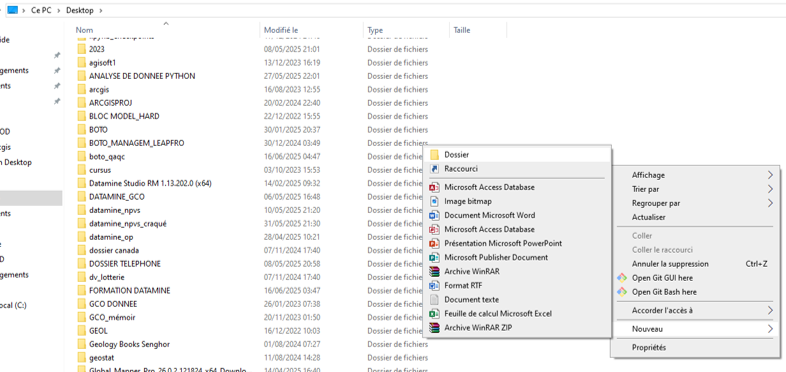 Ce PC > Desktop >
Nom Modifié le Type Taille
ide
2023 08/05/2025 21:01 Dossier de fichiers
agisoft1 13/12/2023 16:19 Dossier de fichiers
gements ANALYSE DE DONNEE PYTHON 27/05/2025 22:01 Dossier de fichiers
ents arcgis 16/08/2023 12:55 Dossier de fichiers
ARCGISPROJ 20/02/2024 22:40 Dossier de fichiers
BLOC MODEL_HARD 22/12/2022 15:55 Dossier de fichiers
OD BOTO 30/01/2025 20:37 Dossier de fichiers
cgis BOTO_MANAGEM_LEAPFRO 30/12/2024 03:49 Dossier de fichiers
n Desktop boto_qaqc 16/06/2025 04:47 Dossier de fichiers
cursus 03/10/2023 15:53 Dossier de fichiers
Datamine Studio RM 1.13.202.0 (x64) 14/02/2025 09:32 Dossier de fichiers
DATAMINE_GCO 06/05/2025 16:48 Dossier de fichiers
ents datamine_npvs 10/05/2025 21:20 Dossier de fichiers
datamine_npvs_craqué 31/05/2025 21:30 Dossier de fichiers
datamine_op 28/04/2025 10:21 Dossier de fichiers
dossier canada 07/11/2024 17:40 Dossier de fichiers
D DOSSIER TELEPHONE 08/05/2025 20:58 Dossier de fichiers
gements dv_lotterie 07/11/2024 17:40 Dossier de fichiers
FORMATION DATAMINE 16/06/2025 03:47 Dossier de fichiers
ocal (C:) GCO DONNEE 26/01/2023 07:38 Dossier de fichiers
GCO_mémoir 20/11/2023 01:50 Dossier de fichiers
GEOL 16/12/2022 10:03 Dossier de fichiers
Geology Books Senghor 01/08/2024 07:27 Dossier de fichiers
geostat 11/08/2024 14:28 Dossier de fichiers
Global_Mapper_Pro_26.0.2.121824_x64_Downlo... 14/04/2025 16:40 Dossier de fichiers
Dossier
Raccourci
Microsoft Access Database
Image bitmap
Document Microsoft Word
Microsoft Access Database
Présentation Microsoft PowerPoint
Microsoft Publisher Document
Archive WinRAR
Format RTF
Document texte
Feuille de calcul Microsoft Excel
Archive WinRAR ZIP
Affichage
Trier par
Regrouper par
Actualiser
Coller
Coller le raccourci
Annuler la suppression Ctrl+Z
Open Git GUI here
Open Git Bash here
Accorder l'accès à
Nouveau
Propriétés